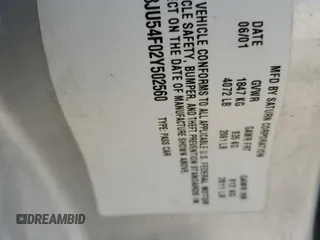 MFD BY SATURN CORPORATION
DATE GVWR GAWR FRT GAWR RR
06/01 1847 KG 935 KG 912 KG
4072 LB 2061 LB 2011 LB
VEHICLE CONFORMS TO ALL APPLICABLE U.S. FEDERAL MOTOR
VEHICLE SAFETY, BUMPER, AND THEFT PREVENTION STANDARDS IN
EFFECT ON THE DATE OF MANUFACTURE SHOWN ABOVE.
JU54F02Y502560 TYPE: PASS CAR
DREAMBID